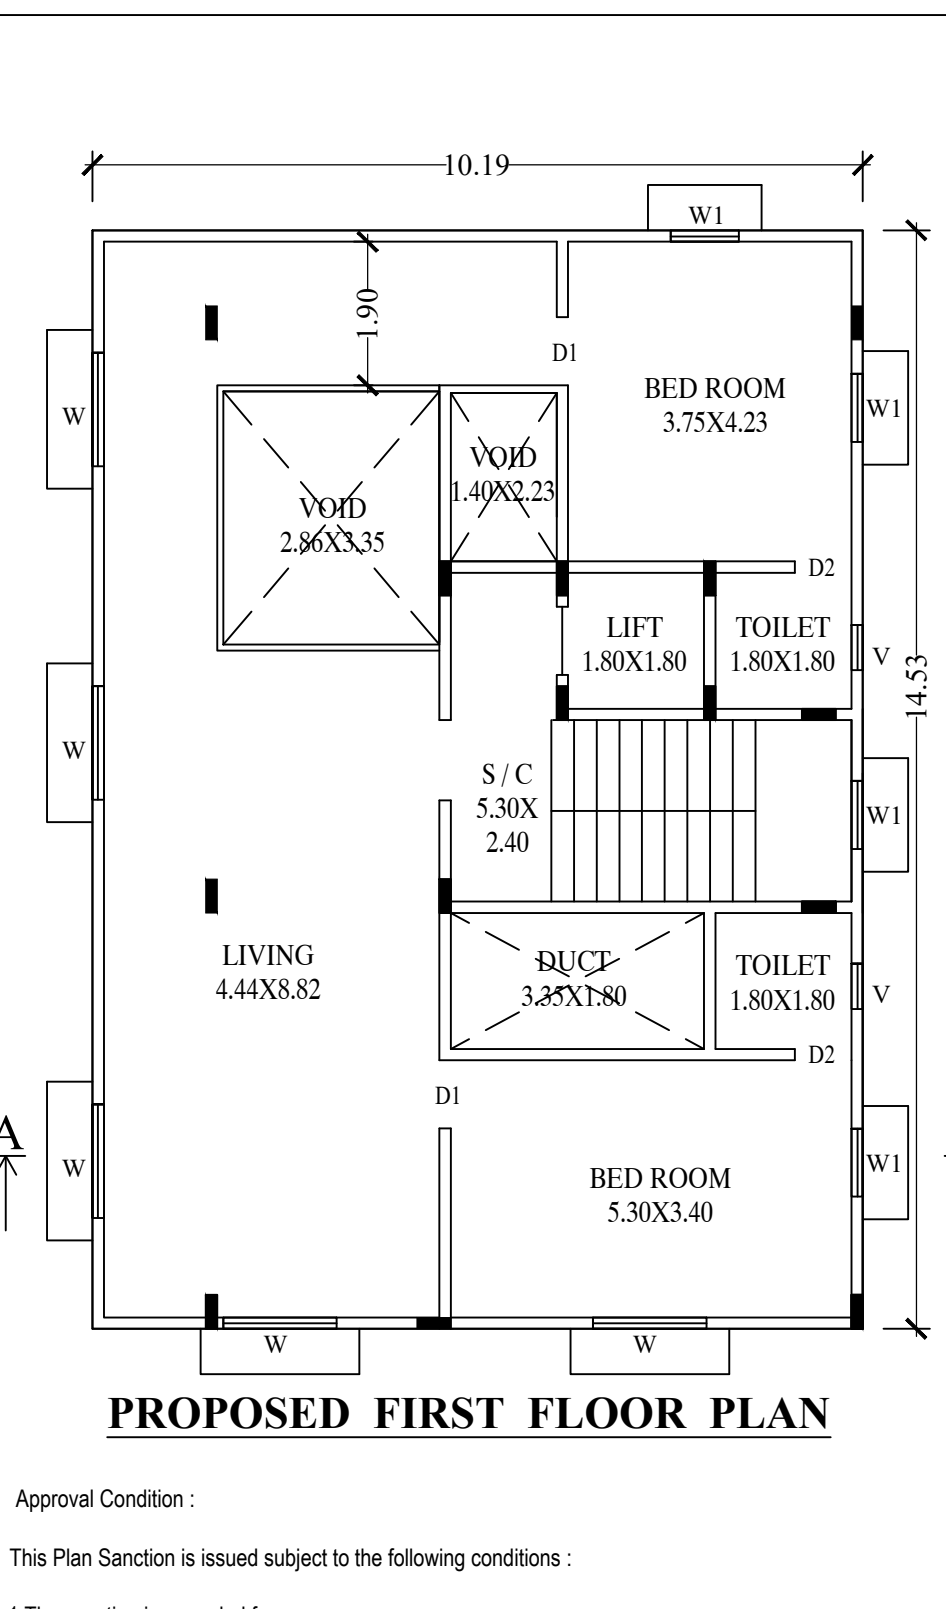 10.19
W1
1.90
D1
BED ROOM
3.75X4.23
W
W1
VOID
1.40X2.23
VOID
2.86X3.35
D2
LIFT
1.80X1.80
TOILET
1.80X1.80
V
14.53
W
S / C
5.30X
2.40
W1
LIVING
4.44X8.82
DUCT
3.35X1.80
TOILET
1.80X1.80
V
D2
D1
A
W
BED ROOM
5.30X3.40
W1
W
W
PROPOSED FIRST FLOOR PLAN
Approval Condition :
This Plan Sanction is issued subject to the following conditions :